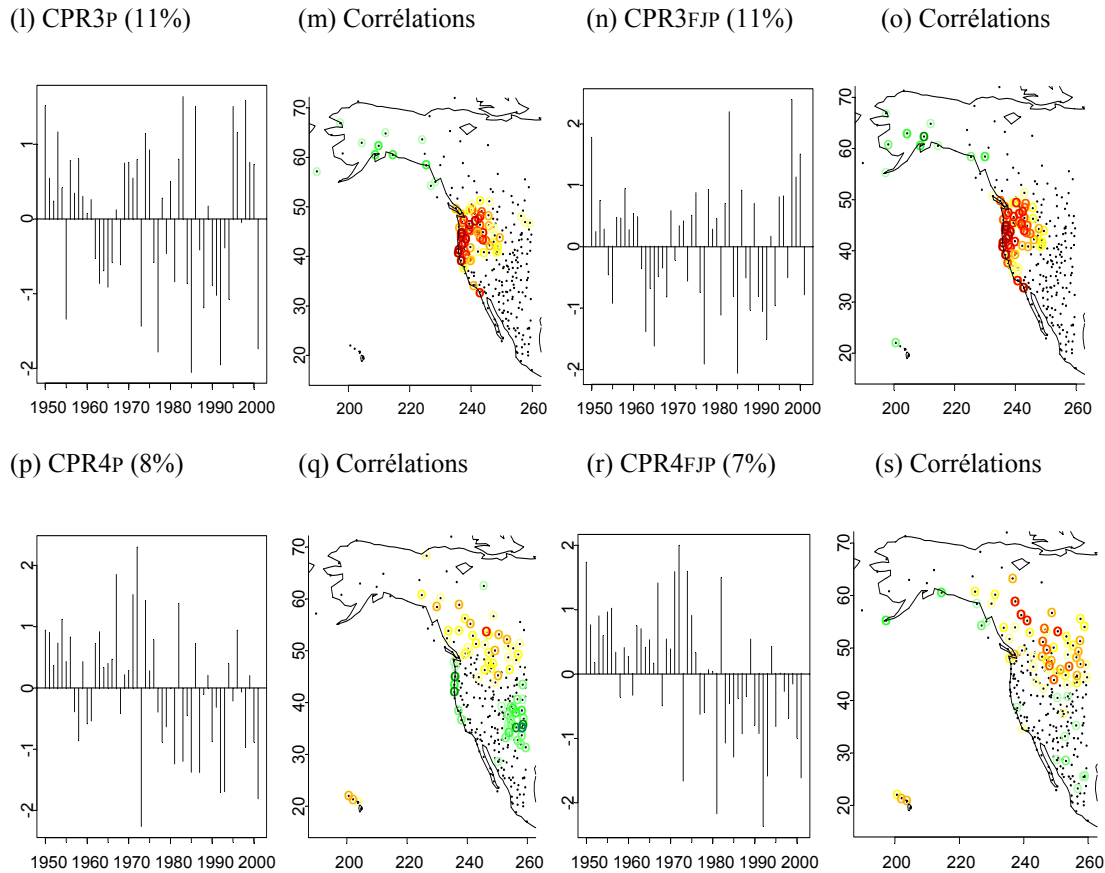 (l) CPR3P (11%)
(m) Corrélations
(n) CPR3FJP (11%)
(o) Corrélations
1
0
-1
-2
1950 1960 1970 1980 1990 2000
70
60
50
40
30
20
200 220 240 260
2
1
0
-1
-2
1950 1960 1970 1980 1990 2000
70
60
50
40
30
20
200 220 240 260
(p) CPR4P (8%)
(q) Corrélations
(r) CPR4FJP (7%)
(s) Corrélations
2
1
0
-1
-2
1950 1960 1970 1980 1990 2000
70
60
50
40
30
20
200 220 240 260
2
1
0
-1
-2
1950 1960 1970 1980 1990 2000
70
60
50
40
30
20
200 220 240 260